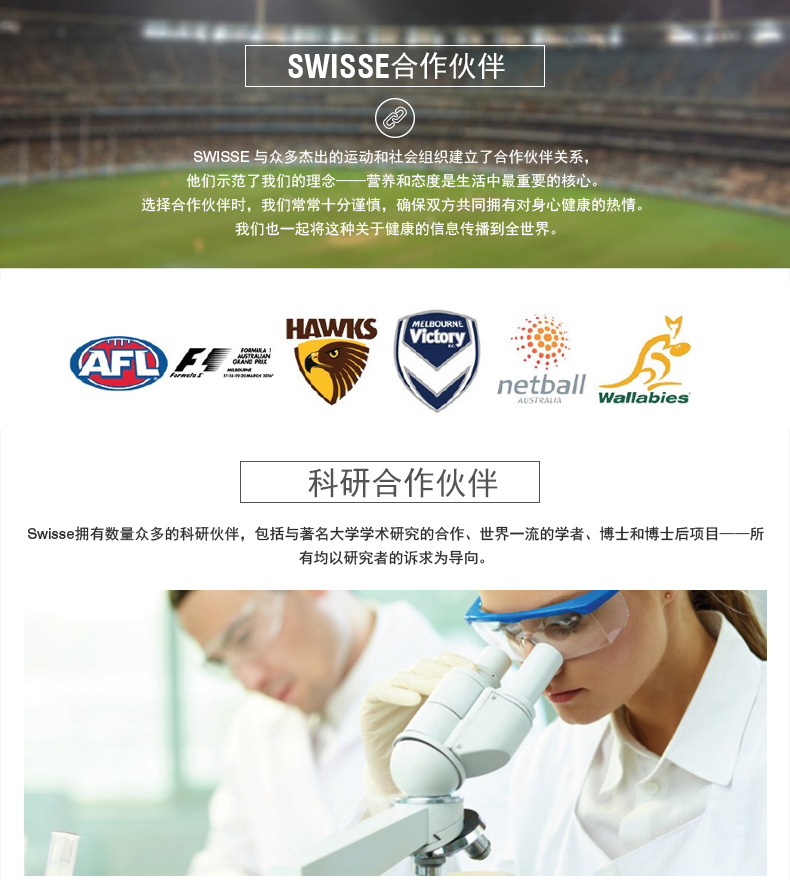 SWISSE合作伙伴
SWISSE 与众多杰出的运动和社会组织建立了合作伙伴关系，
他们示范了我们的理念——营养和态度是生活中最重要的核心。
选择合作伙伴时，我们常常十分谨慎，确保双方共同拥有对身心健康的热情。
我们也一起将这种关于健康的信息传播到全世界。
AFL
FORMULA 1
AUSTRALIAN
GRAND PRIX
MELBOURNE
17-18-19-20 MARCH 2016
Formula 1
HAWKS
MELBOURNE
Victory
netball
AUSTRALIA
Wallabies
科研合作伙伴
Swisse拥有数量众多的科研伙伴，包括与著名大学学术研究的合作、世界一流的学者、博士和博士后项目——所
有均以研究者的诉求为导向。